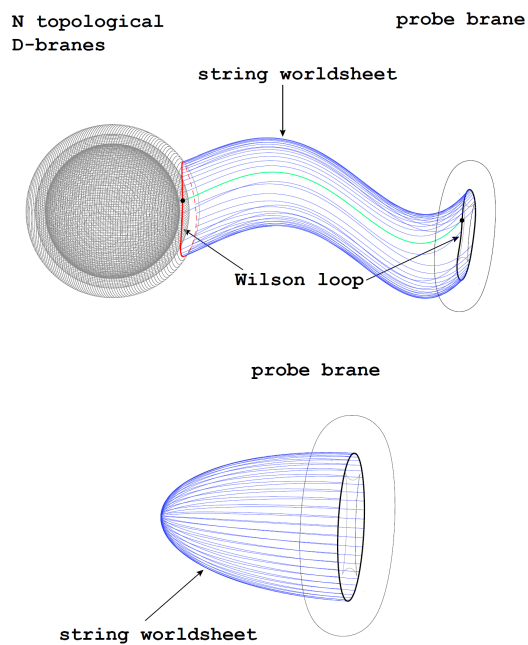 N topological
D-branes
probe brane
string worldsheet
Wilson loop
probe brane
string worldsheet